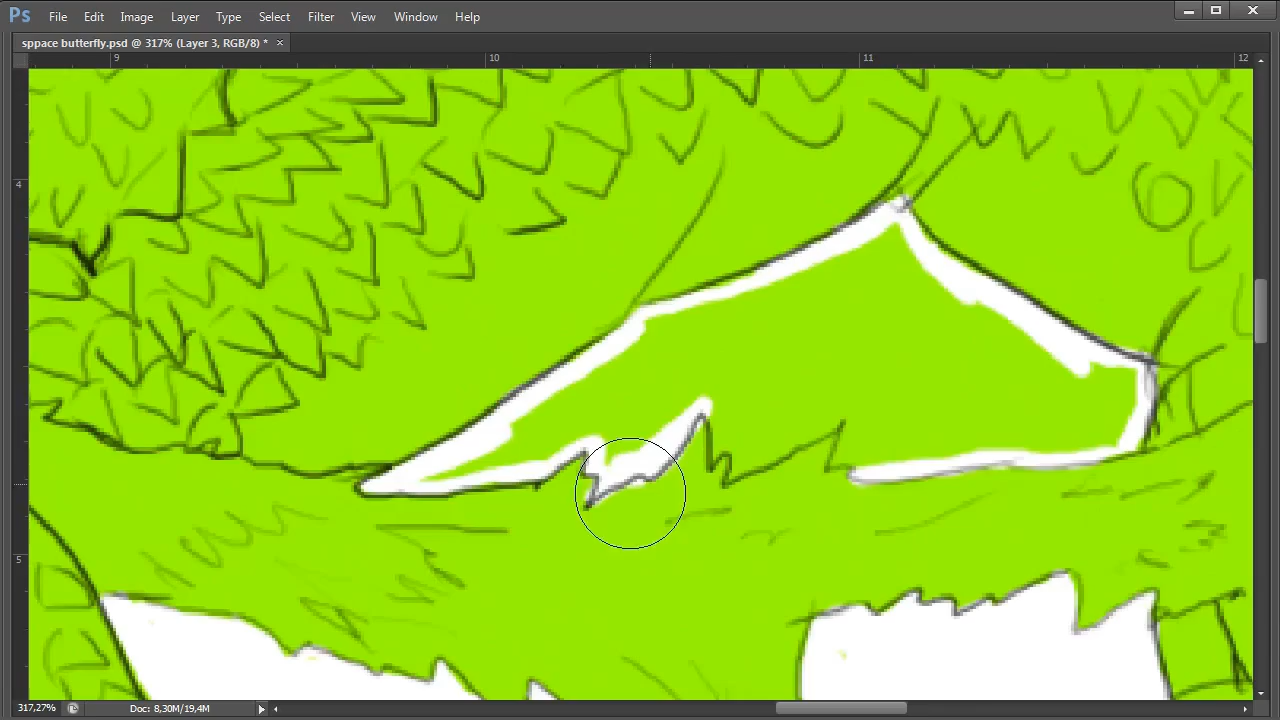 Ps File Edit Image Layer Type Select Filter View Window Help
sppace butterfly.psd @ 317% (Layer 3, RGB/8) * ×
9 10 11 12
4
5
317,27% Doc: 8,30M/19,4M